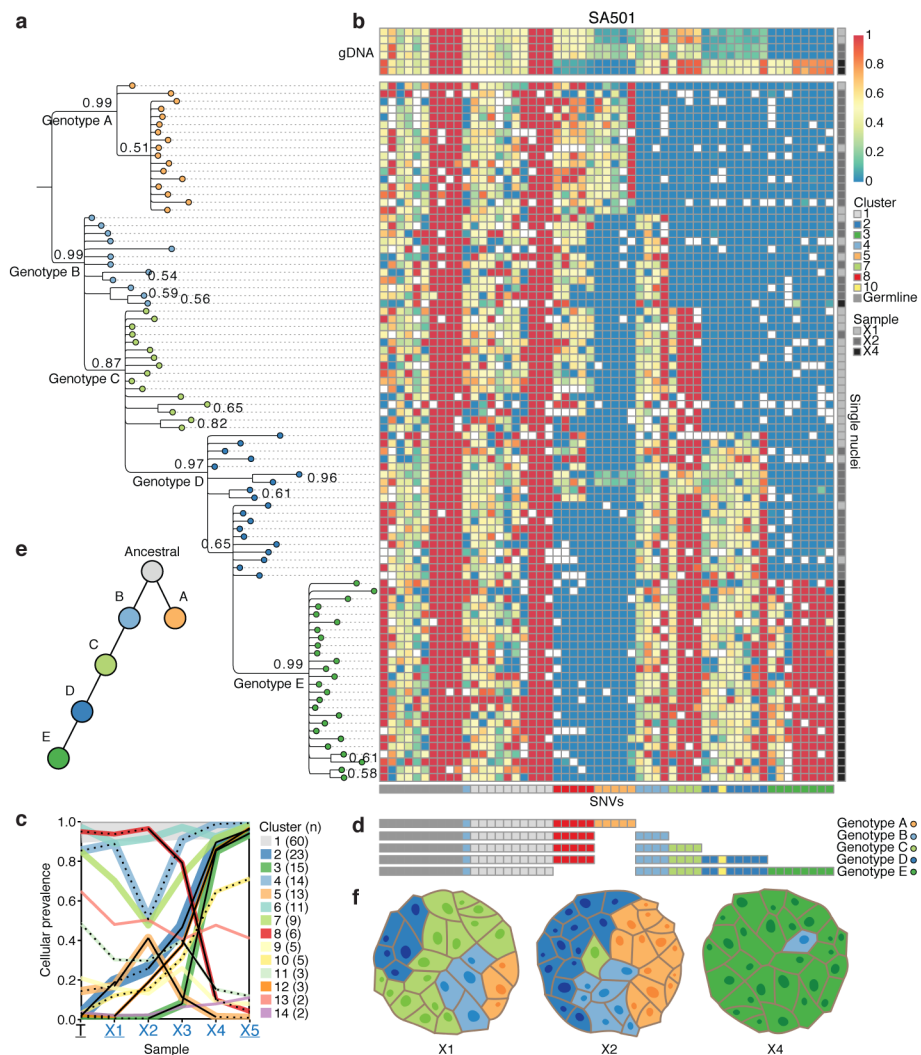 a
b
SA501
gDNA
1
0.8
0.6
0.4
0.2
0
Cluster
1
2
3
4
5
7
8
10
Germline
Sample
X1
X2
X4
Single nuclei
0.99
Genotype A
0.51
0.99
Genotype B
0.54
0.59
0.56
0.87
Genotype C
0.65
0.82
0.97
Genotype D
0.96
0.61
0.65
0.99
Genotype E
0.61
0.58
SNVs
e
Ancestral
B
A
C
D
E
c
1.0
0.8
0.6
0.4
0.2
0.0
Cellular prevalence
T X1 X2 X3 X4 X5
Sample
Cluster (n)
1 (60)
2 (23)
3 (15)
4 (14)
5 (13)
6 (11)
7 (9)
8 (6)
9 (5)
10 (5)
11 (3)
12 (3)
13 (2)
14 (2)
d
Genotype A
Genotype B
Genotype C
Genotype D
Genotype E
f
X1
X2
X4